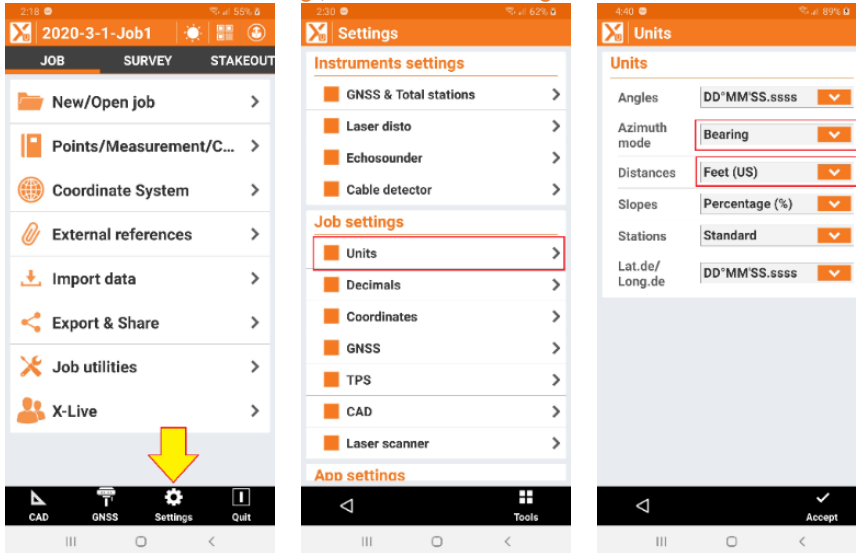 2:18 55%
2020-3-1-Job1
JOB SURVEY STAKEOUT
New/Open job
Points/Measurement/C...
Coordinate System
External references
Import data
Export & Share
Job utilities
X-Live
CAD GNSS Settings Quit
2:30 62%
Settings
Instruments settings
GNSS & Total stations
Laser disto
Echosounder
Cable detector
Job settings
Units
Decimals
Coordinates
GNSS
TPS
CAD
Laser scanner
App settings
Tools
4:40 89%
Units
Units
Angles DD°MM'SS.ssss
Azimuth
mode
Bearing
Distances Feet (US)
Slopes Percentage (%)
Stations Standard
Lat.de/
Long.de
DD°MM'SS.ssss
Accept